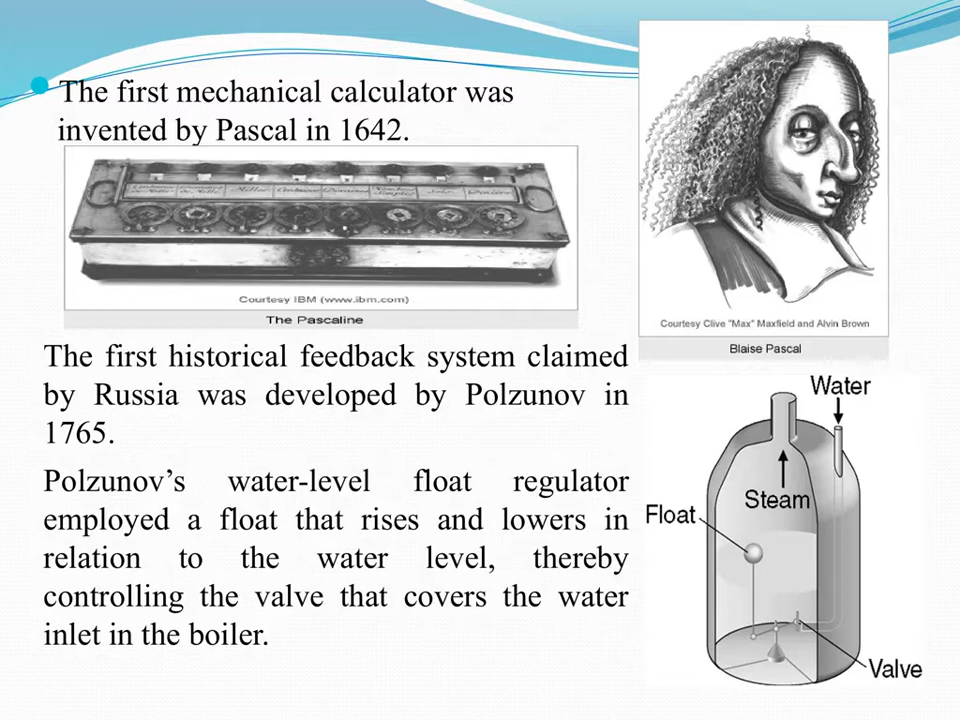 The first mechanical calculator was
invented by Pascal in 1642.
Courtesy IBM (www.ibm.com)
The Pascaline
Courtesy Clive "Max" Maxfield and Alvin Brown
Blaise Pascal
The first historical feedback system claimed
by Russia was developed by Polzunov in
1765.
Polzunov’s water-level float regulator
employed a float that rises and lowers in
relation to the water level, thereby
controlling the valve that covers the water
inlet in the boiler.
Water
Steam
Float
Valve